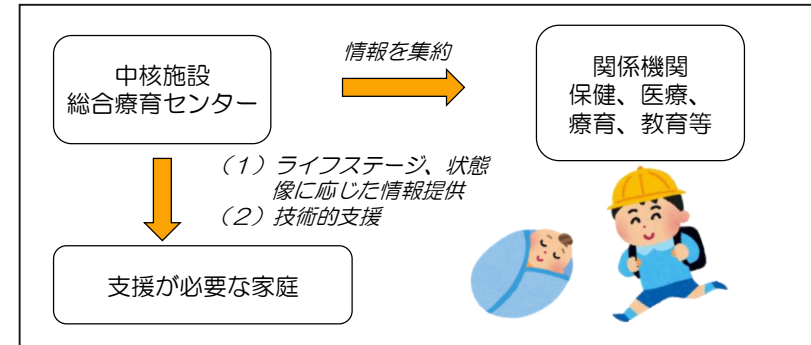 中核施設
総合療育センター
情報を集約
関係機関
保健、医療、
療育、教育等
（1）ライフステージ、状態
像に応じた情報提供
（2）技術的支援
支援が必要な家庭